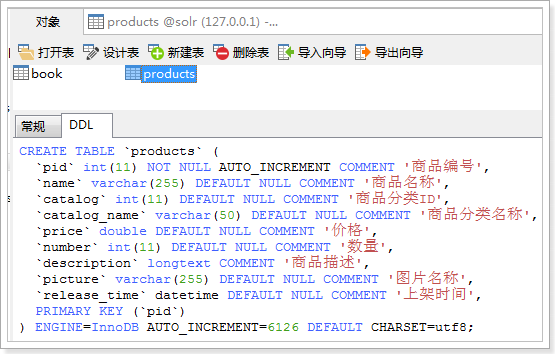 对象
products @solr (127.0.0.1) -...
打开表 设计表 新建表 删除表 导入向导 导出向导
book products
常规 DDL
CREATE TABLE `products` (
  `pid` int(11) NOT NULL AUTO_INCREMENT COMMENT '商品编号',
  `name` varchar(255) DEFAULT NULL COMMENT '商品名称',
  `catalog` int(11) DEFAULT NULL COMMENT '商品分类ID',
  `catalog_name` varchar(50) DEFAULT NULL COMMENT '商品分类名称',
  `price` double DEFAULT NULL COMMENT '价格',
  `number` int(11) DEFAULT NULL COMMENT '数量',
  `description` longtext COMMENT '商品描述',
  `picture` varchar(255) DEFAULT NULL COMMENT '图片名称',
  `release_time` datetime DEFAULT NULL COMMENT '上架时间',
  PRIMARY KEY (`pid`)
) ENGINE=InnoDB AUTO_INCREMENT=6126 DEFAULT CHARSET=utf8;